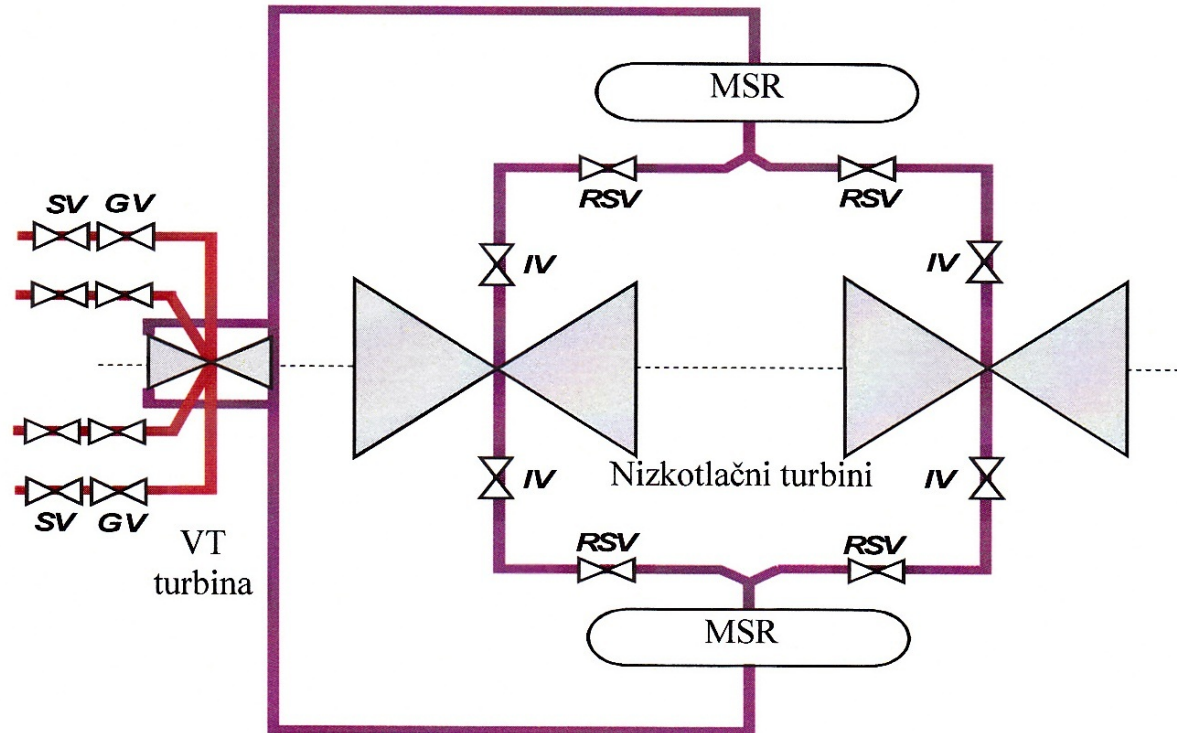 MSR
RSV
RSV
SV GV
IV
IV
IV
Nizkotlačni turbini
IV
SV GV
VT
turbina
RSV
RSV
MSR